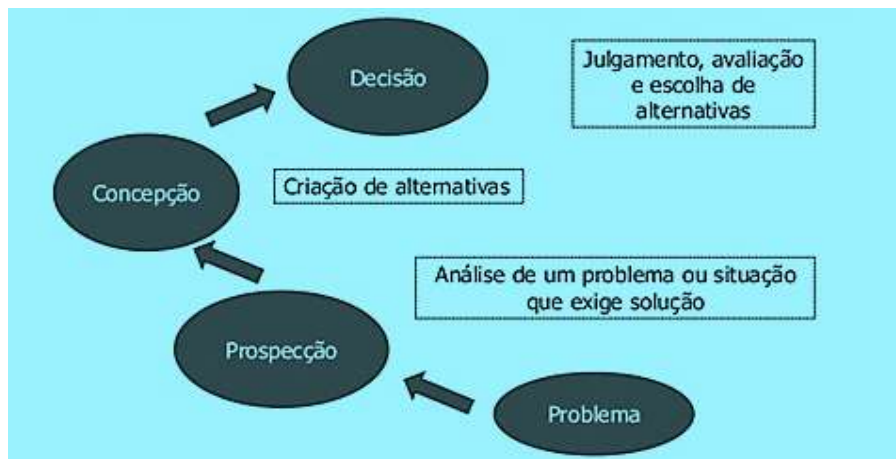 Decisão
Julgamento, avaliação
e escolha de
alternativas
Concepção
Criação de alternativas
Análise de um problema ou situação
que exige solução
Prospecção
Problema